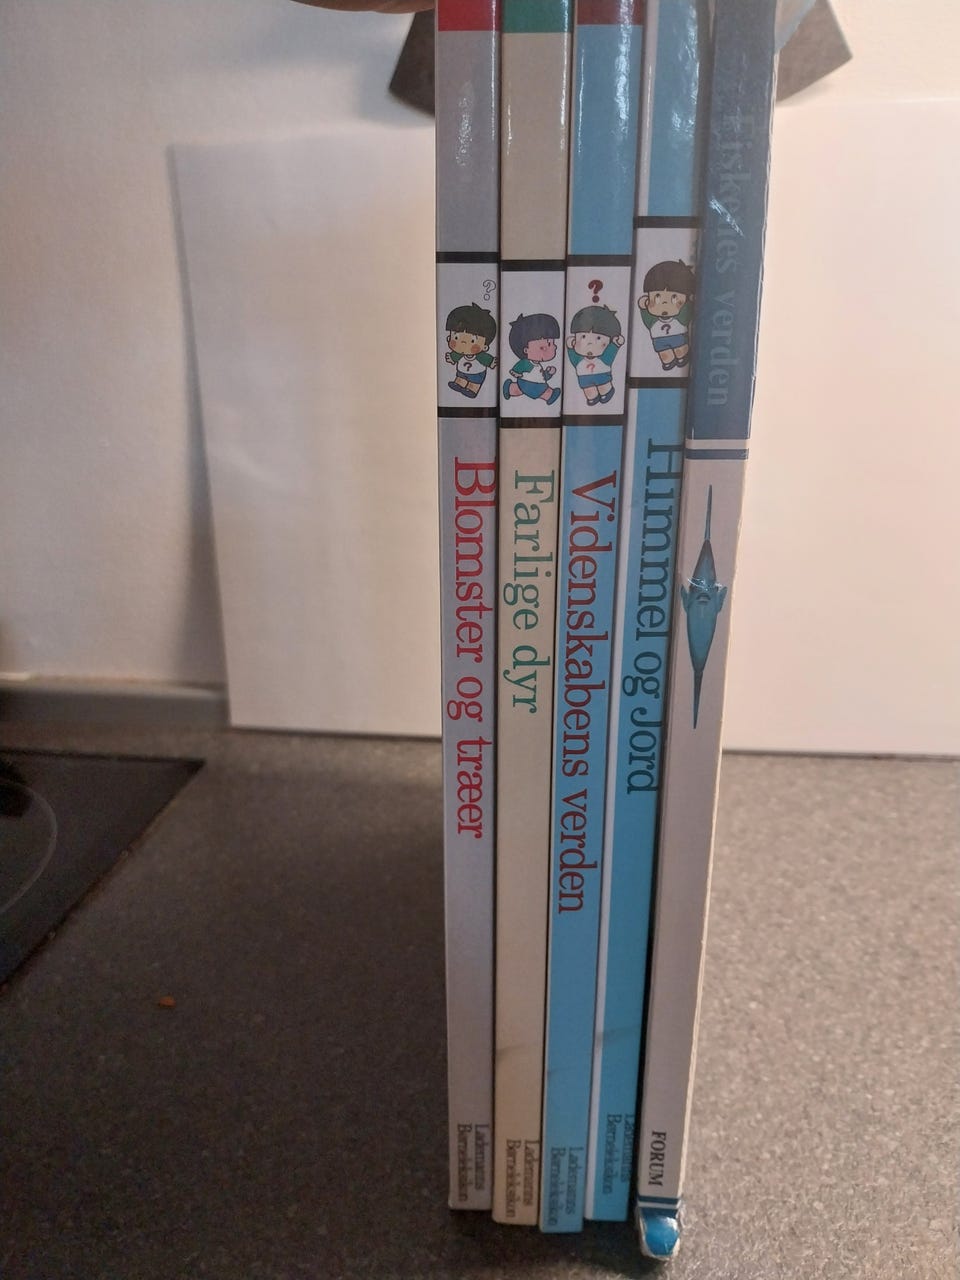 ?
Blomster og træer
Lademanns
Børneleksikon
Farlige dyr
Lademanns
Børneleksikon
?
Videnskabens verden
Lademanns
Børneleksikon
Himmel og Jord
Lademanns
Børneleksikon
Fiskenes verden
FORUM